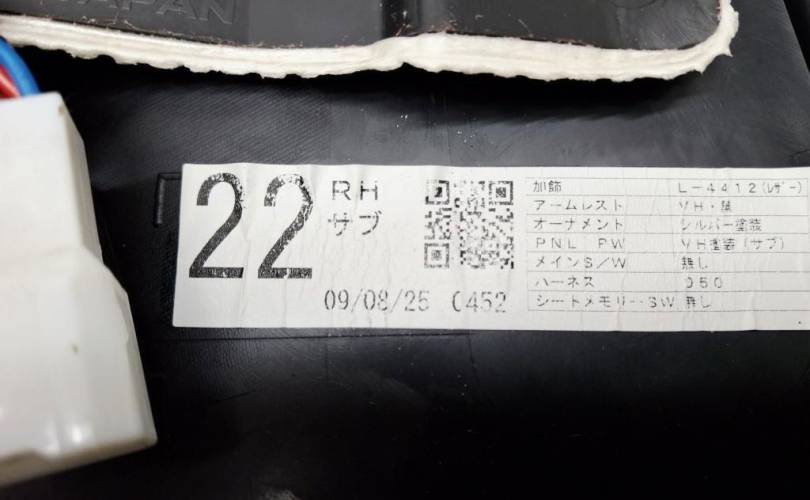 JAPAN
22
RH
サブ
09/08/25 0452
加飾 L-4412(レザー)
アームレスト VH・
オーナメント シルバー塗装
PNL PW VH塗装(サブ)
メインS/W 無し
ハーネス 050
シートメモリーSW 無し